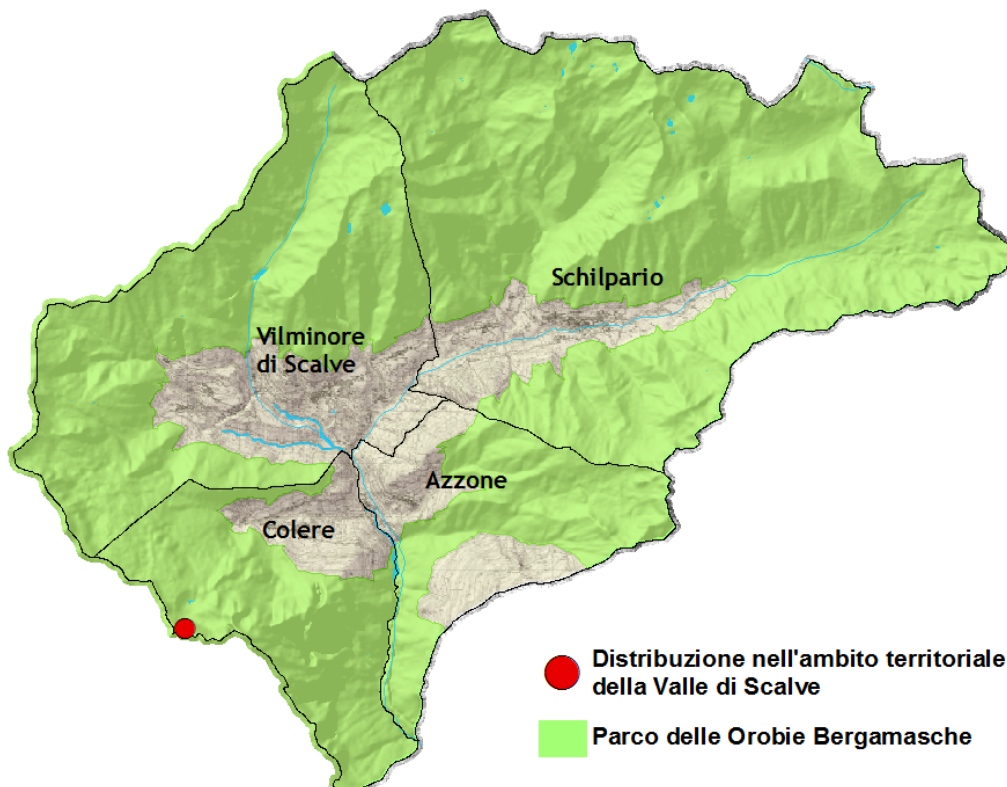 Schilpario
Vilminore
di Scalve
Azzone
Colere
Distribuzione nell'ambito territoriale
della Valle di Scalve
Parco delle Orobie Bergamasche